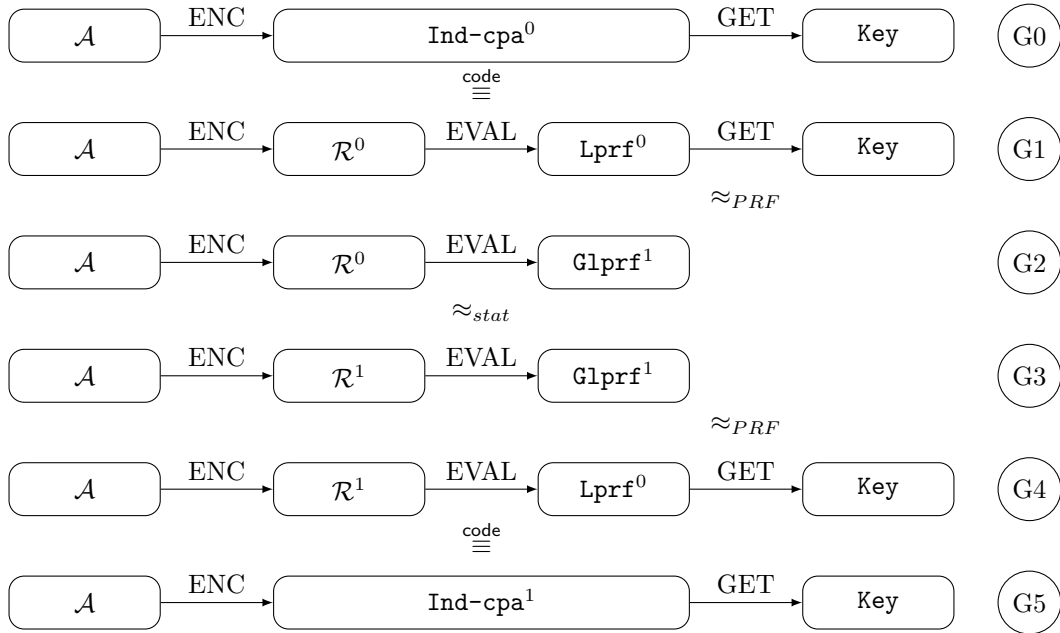 ENC GET
𝒜 Ind-cpa⁰ Key G0
code
≡
ENC EVAL GET
𝒜 ℛ⁰ Lprf⁰ Key G1
≈PRF
ENC EVAL
𝒜 ℛ⁰ Glprf¹ G2
≈stat
ENC EVAL
𝒜 ℛ¹ Glprf¹ G3
≈PRF
ENC EVAL GET
𝒜 ℛ¹ Lprf⁰ Key G4
code
≡
ENC GET
𝒜 Ind-cpa¹ Key G5